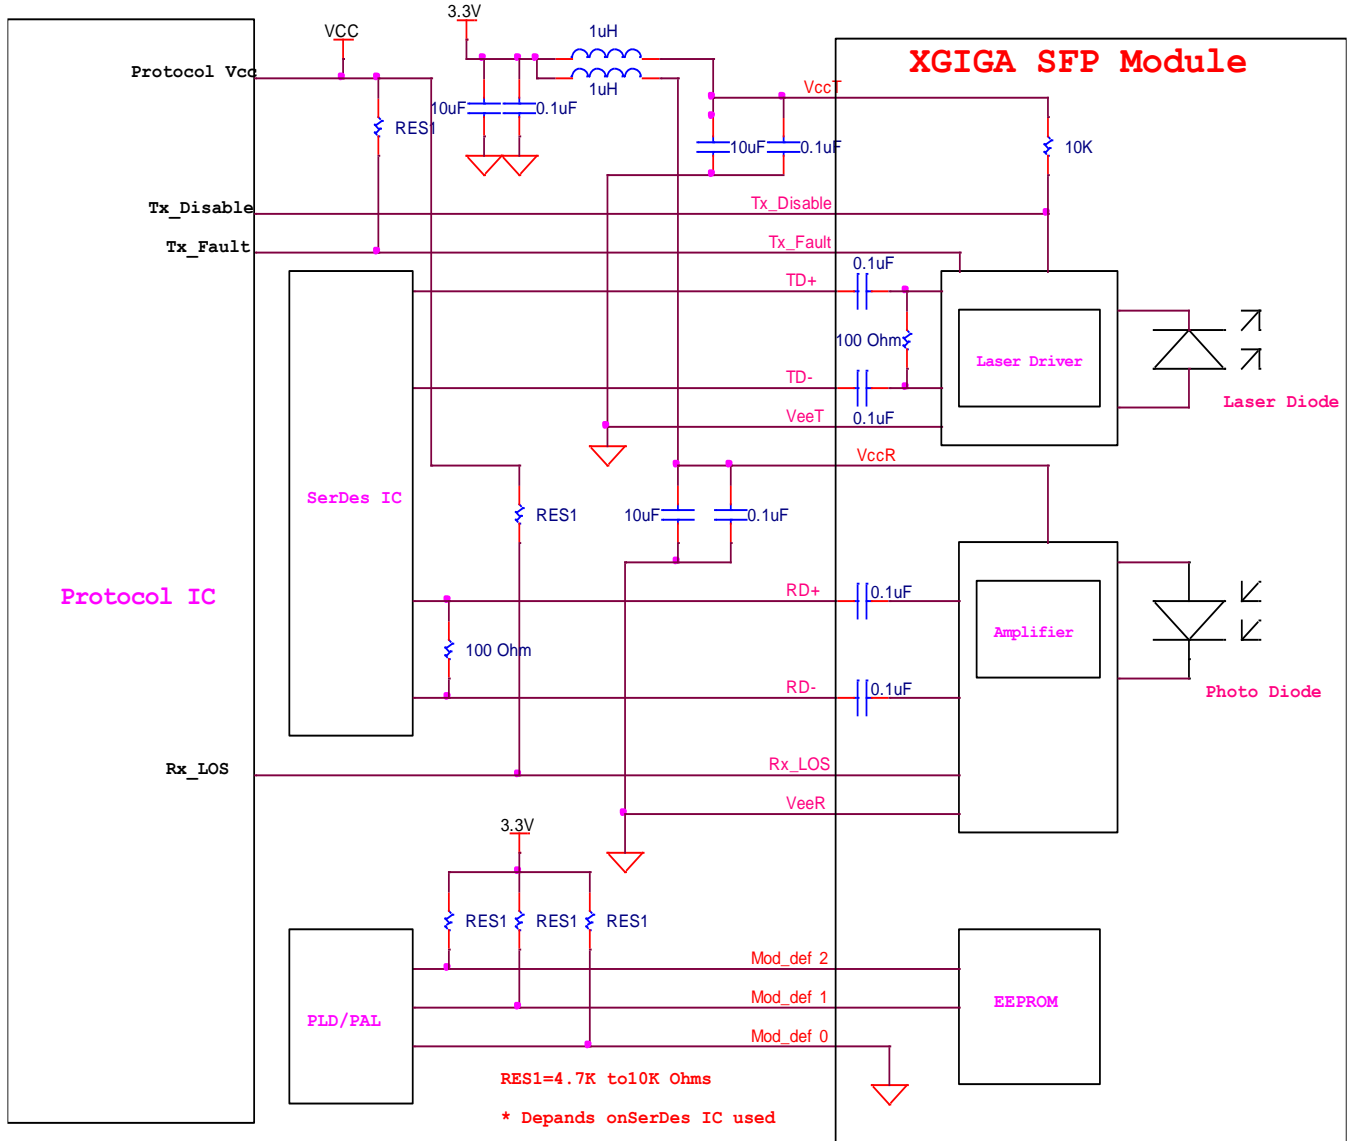 3.3V
VCC
1uH
XGIGA SFP Module
Protocol Vcc
1uH
VccT
10uF
0.1uF
RES1
10uF
0.1uF
10K
Tx_Disable
Tx_Disable
Tx_Fault
Tx_Fault
0.1uF
TD+
100 Ohm
Laser Driver
TD-
Laser Diode
VeeT
0.1uF
VccR
SerDes IC
RES1
10uF
0.1uF
Protocol IC
RD+
0.1uF
Amplifier
100 Ohm
RD-
0.1uF
Photo Diode
Rx_LOS
Rx_LOS
VeeR
3.3V
RES1
RES1
RES1
Mod_def 2
Mod_def 1
EEPROM
PLD/PAL
Mod_def 0
RES1=4.7K to10K Ohms
* Depands onSerDes IC used